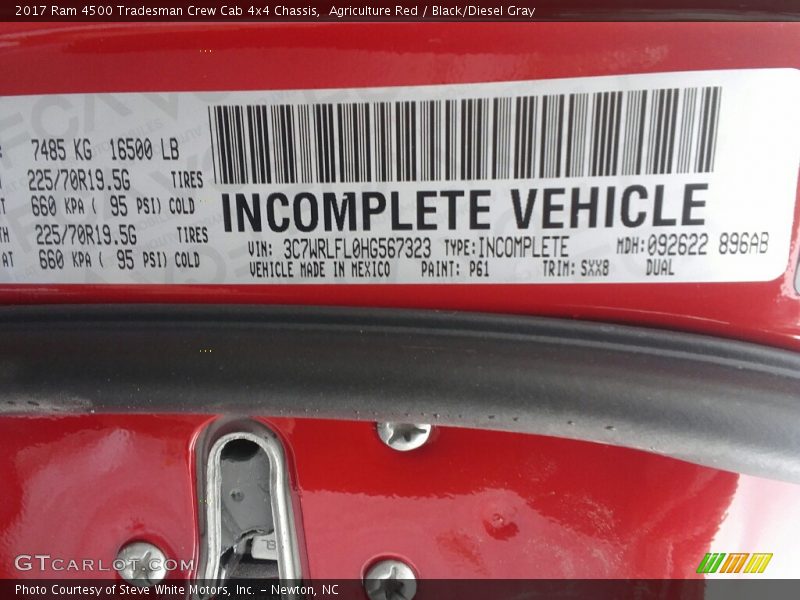 2017 Ram 4500 Tradesman Crew Cab 4x4 Chassis,  Agriculture Red / Black/Diesel Gray
7485 KG 16500 LB
225/70R19.5G TIRES
660 KPA ( 95 PSI) COLD
225/70R19.5G TIRES
660 KPA ( 95 PSI) COLD
INCOMPLETE VEHICLE
VIN: 3C7WRLFL0HG567323 TYPE:INCOMPLETE MDH:092622 896AB
VEHICLE MADE IN MEXICO PAINT: P61 TRIM: SXX8 DUAL
GTCARLOT.COM
Photo Courtesy of Steve White Motors, Inc. – Newton, NC